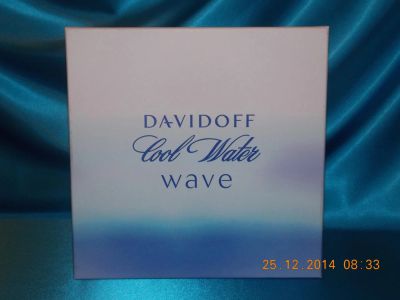 DAVIDOFF
Cool Water
wave
25.12.2014 08:33